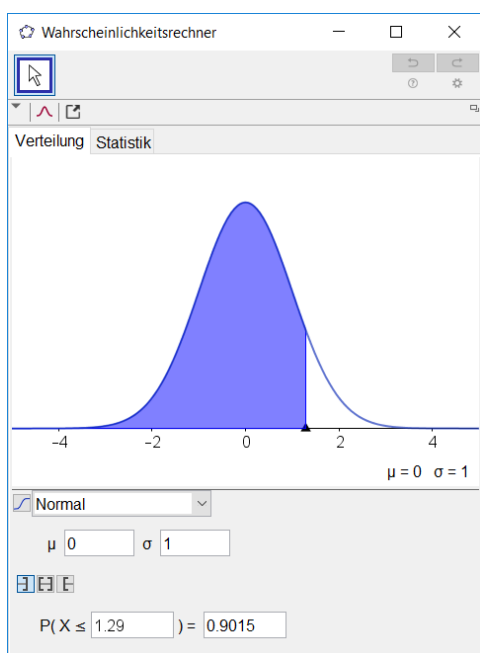 Wahrscheinlichkeitsrechner
Verteilung Statistik
-4 -2 0 2 4
μ = 0 σ = 1
Normal
μ 0 σ 1
P( X ≤ 1.29 ) = 0.9015